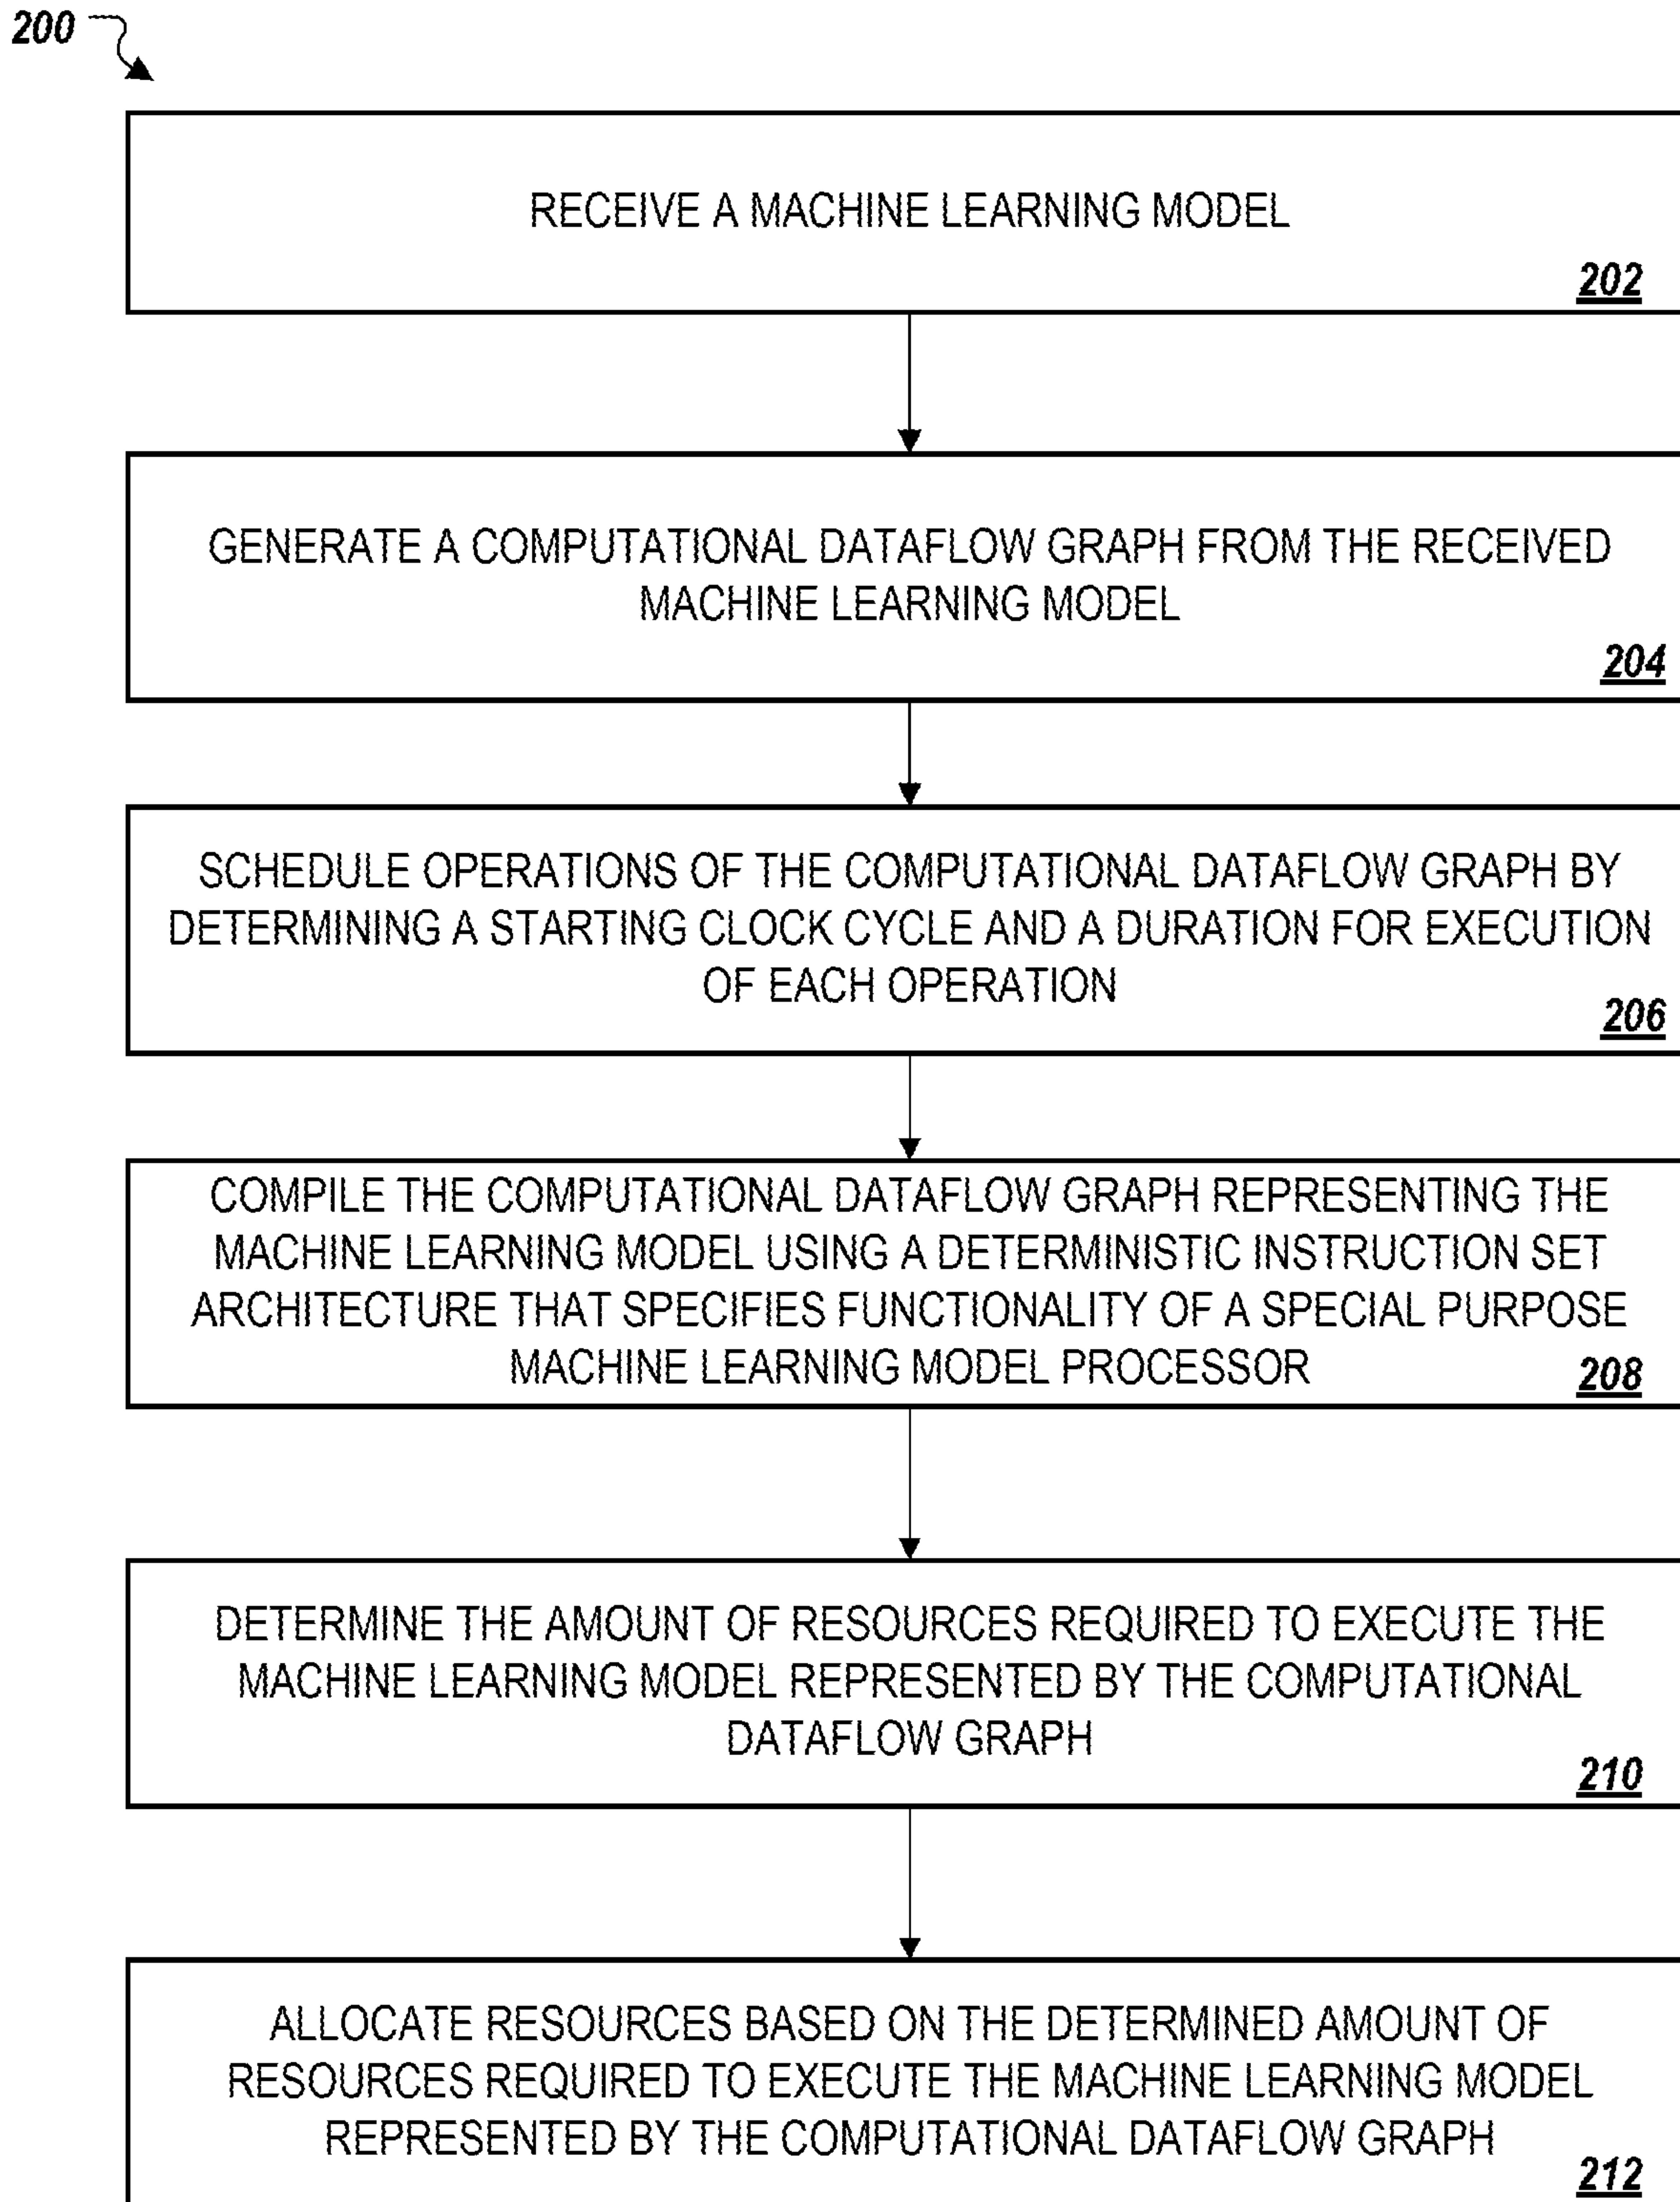 200
RECEIVE A MACHINE LEARNING MODEL
202
GENERATE A COMPUTATIONAL DATAFLOW GRAPH FROM THE RECEIVED
MACHINE LEARNING MODEL
204
SCHEDULE OPERATIONS OF THE COMPUTATIONAL DATAFLOW GRAPH BY
DETERMINING A STARTING CLOCK CYCLE AND A DURATION FOR EXECUTION
OF EACH OPERATION
206
COMPILE THE COMPUTATIONAL DATAFLOW GRAPH REPRESENTING THE
MACHINE LEARNING MODEL USING A DETERMINISTIC INSTRUCTION SET
ARCHITECTURE THAT SPECIFIES FUNCTIONALITY OF A SPECIAL PURPOSE
MACHINE LEARNING MODEL PROCESSOR
208
DETERMINE THE AMOUNT OF RESOURCES REQUIRED TO EXECUTE THE
MACHINE LEARNING MODEL REPRESENTED BY THE COMPUTATIONAL
DATAFLOW GRAPH
210
ALLOCATE RESOURCES BASED ON THE DETERMINED AMOUNT OF
RESOURCES REQUIRED TO EXECUTE THE MACHINE LEARNING MODEL
REPRESENTED BY THE COMPUTATIONAL DATAFLOW GRAPH
212